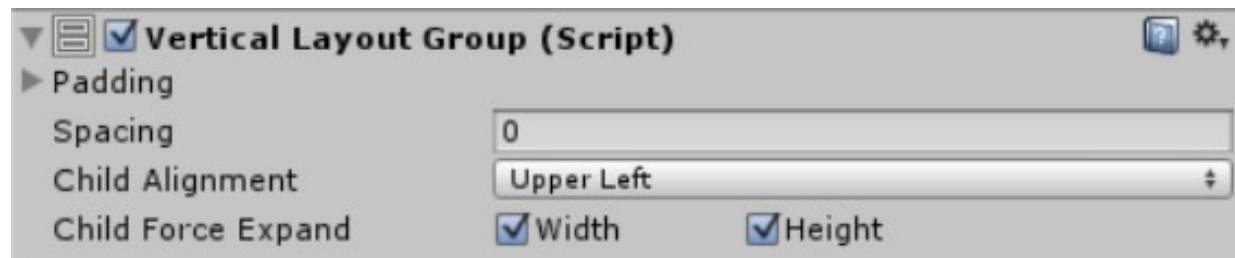 Vertical Layout Group (Script)
Padding
Spacing 0
Child Alignment Upper Left
Child Force Expand Width Height